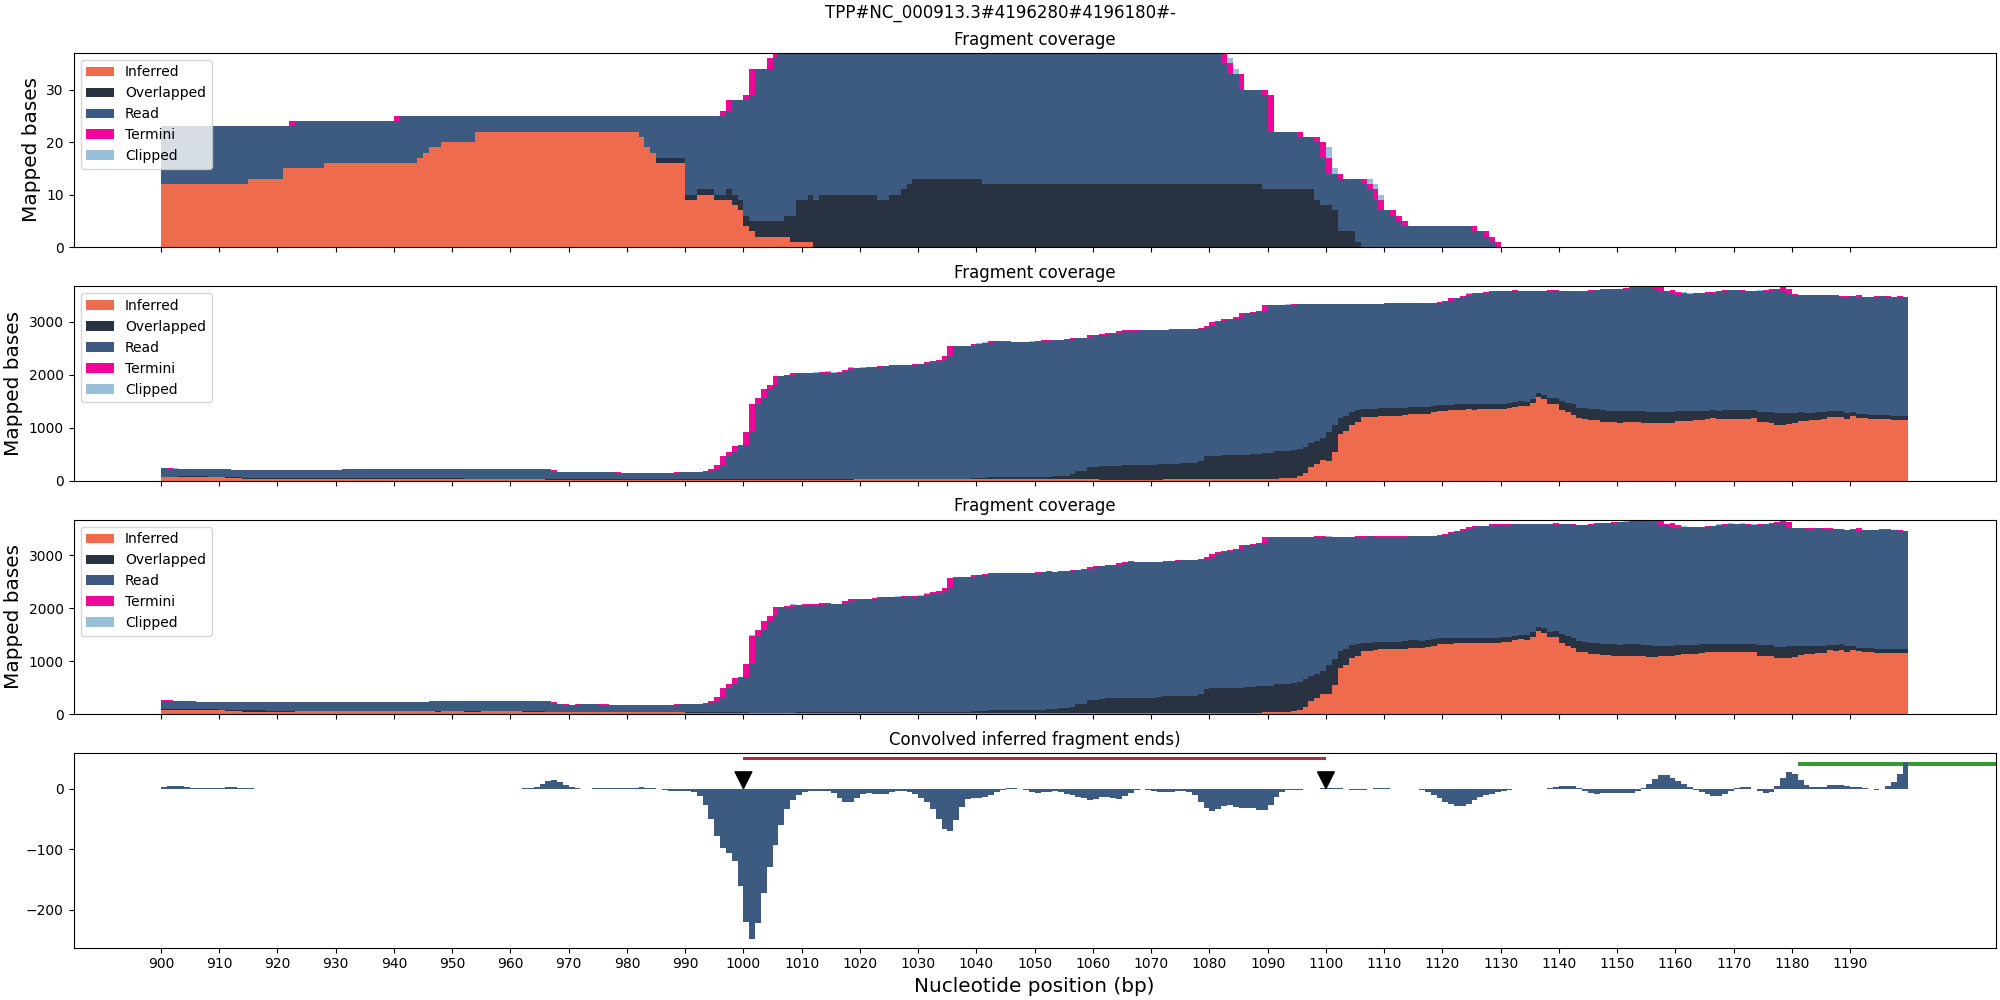 TPP#NC_000913.3#4196280#4196180#-
Fragment coverage
Mapped bases
30
20
10
0
Inferred
Overlapped
Read
Termini
Clipped
Fragment coverage
Mapped bases
3000
2000
1000
0
Inferred
Overlapped
Read
Termini
Clipped
Fragment coverage
Mapped bases
3000
2000
1000
0
Inferred
Overlapped
Read
Termini
Clipped
Convolved inferred fragment ends)
0
−100
−200
900 910 920 930 940 950 960 970 980 990 1000 1010 1020 1030 1040 1050 1060 1070 1080 1090 1100 1110 1120 1130 1140 1150 1160 1170 1180 1190
Nucleotide position (bp)